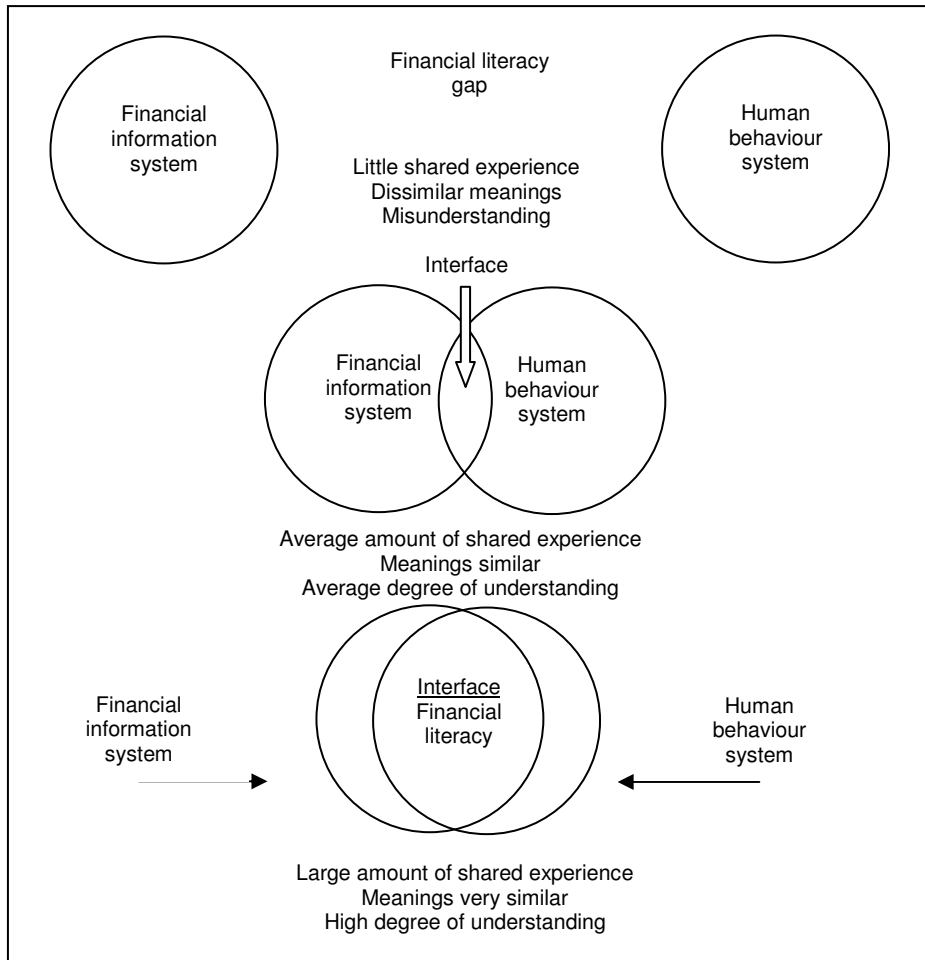 Financial literacy
gap
Financial
information
system
Human
behaviour
system
Little shared experience
Dissimilar meanings
Misunderstanding
Interface
Financial
information
system
Human
behaviour
system
Average amount of shared experience
Meanings similar
Average degree of understanding
Interface
Financial
literacy
Financial
information
system
Human
behaviour
system
Large amount of shared experience
Meanings very similar
High degree of understanding